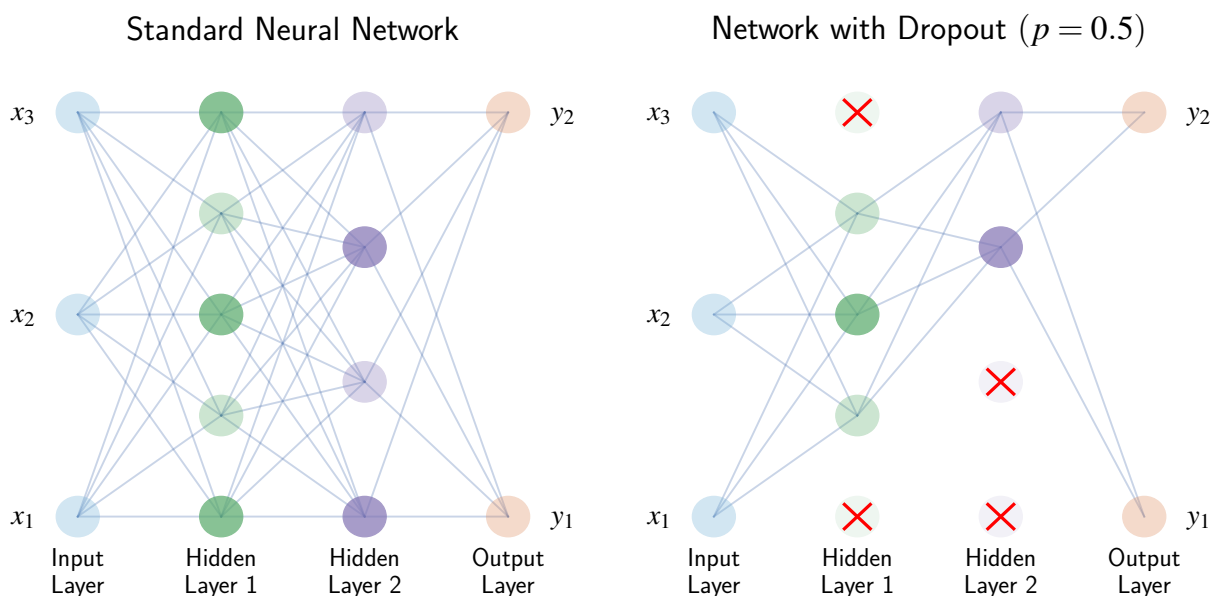 Standard Neural Network
x₃
y₂
x₂
x₁
y₁
Input
Layer
Hidden
Layer 1
Hidden
Layer 2
Output
Layer
Network with Dropout (p = 0.5)
x₃
y₂
x₂
x₁
y₁
Input
Layer
Hidden
Layer 1
Hidden
Layer 2
Output
Layer